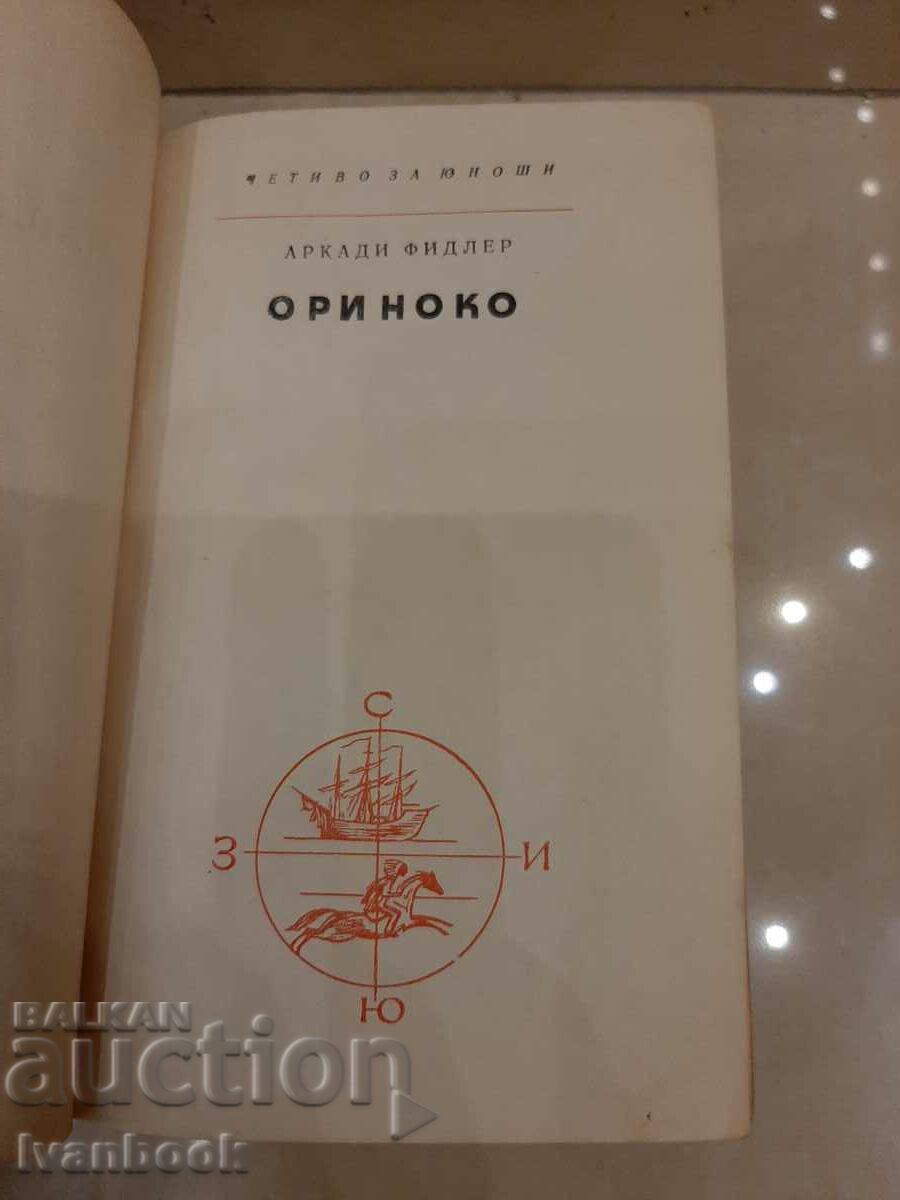 ЧЕТИВО ЗА ЮНОШИ
АРКАДИ ФИДЛЕР
ОРИНОКО
С
З И
Ю
BALKAN
auction
Ivanbook